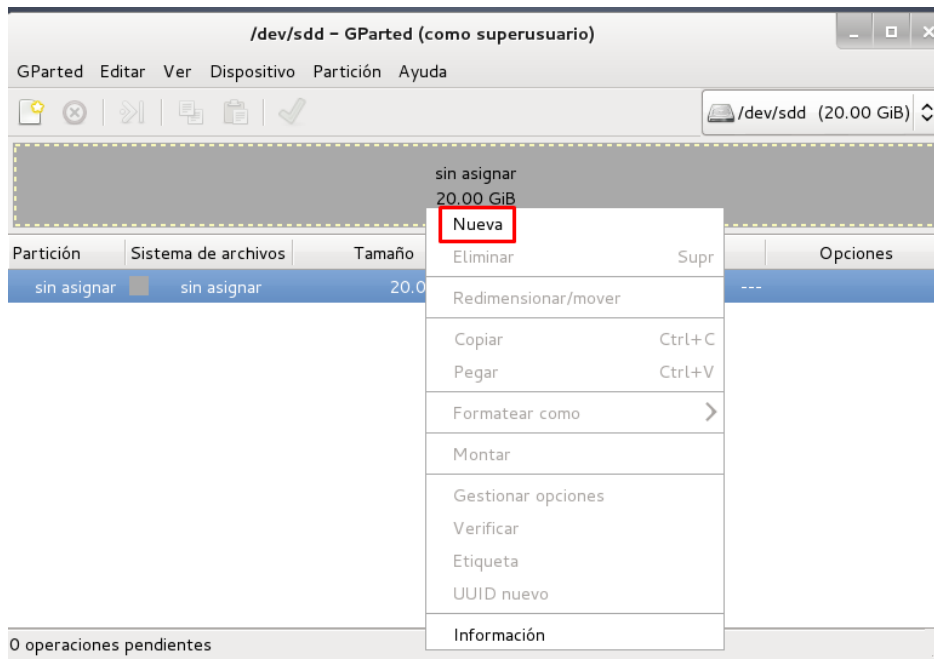 /dev/sdd - GParted (como superusuario)
GParted Editar Ver Dispositivo Partición Ayuda
/dev/sdd (20.00 GiB)
sin asignar
20.00 GiB
Partición Sistema de archivos Tamaño Opciones
sin asignar sin asignar 20.0 ---
Nueva
Eliminar Supr
Redimensionar/mover
Copiar Ctrl+C
Pegar Ctrl+V
Formatear como
Montar
Gestionar opciones
Verificar
Etiqueta
UUID nuevo
Información
0 operaciones pendientes